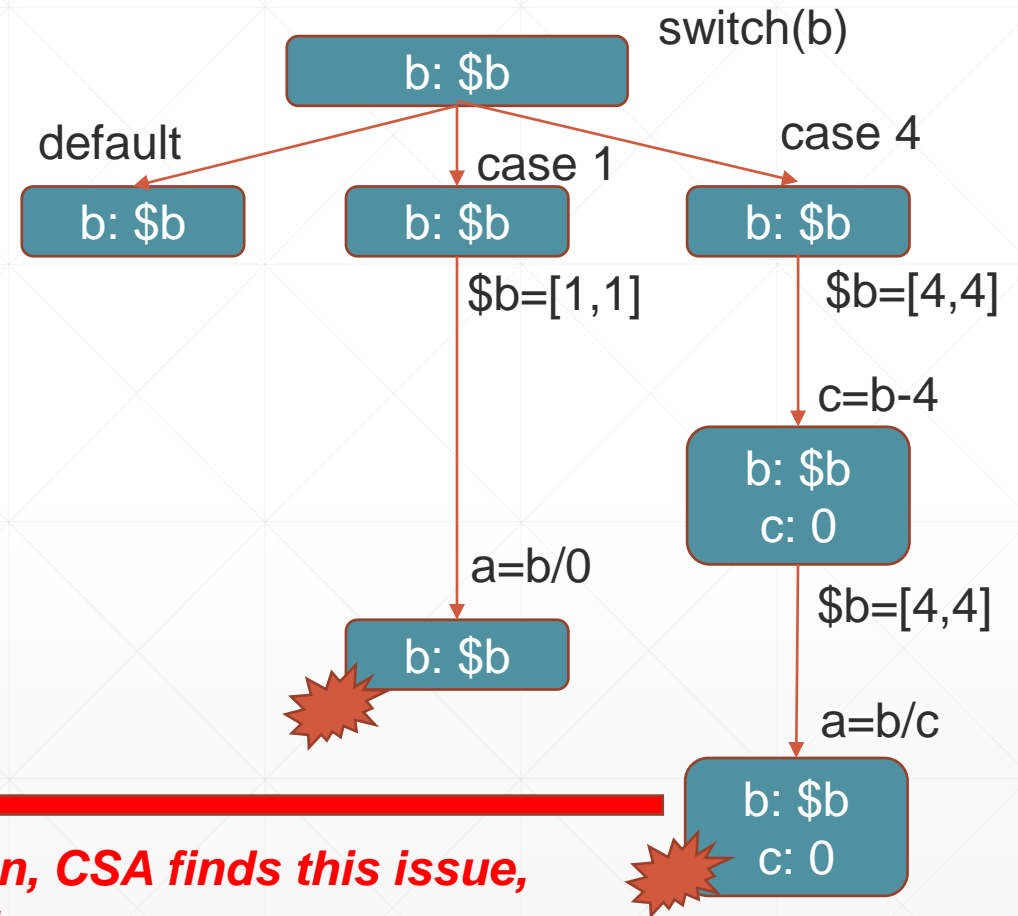 switch(b)
b: $b
default
case 1
case 4
b: $b
b: $b
b: $b
$b=[1,1]
$b=[4,4]
c=b-4
b: $b
c: 0
a=b/0
$b=[4,4]
b: $b
a=b/c
b: $b
c: 0
CSA finds this issue,